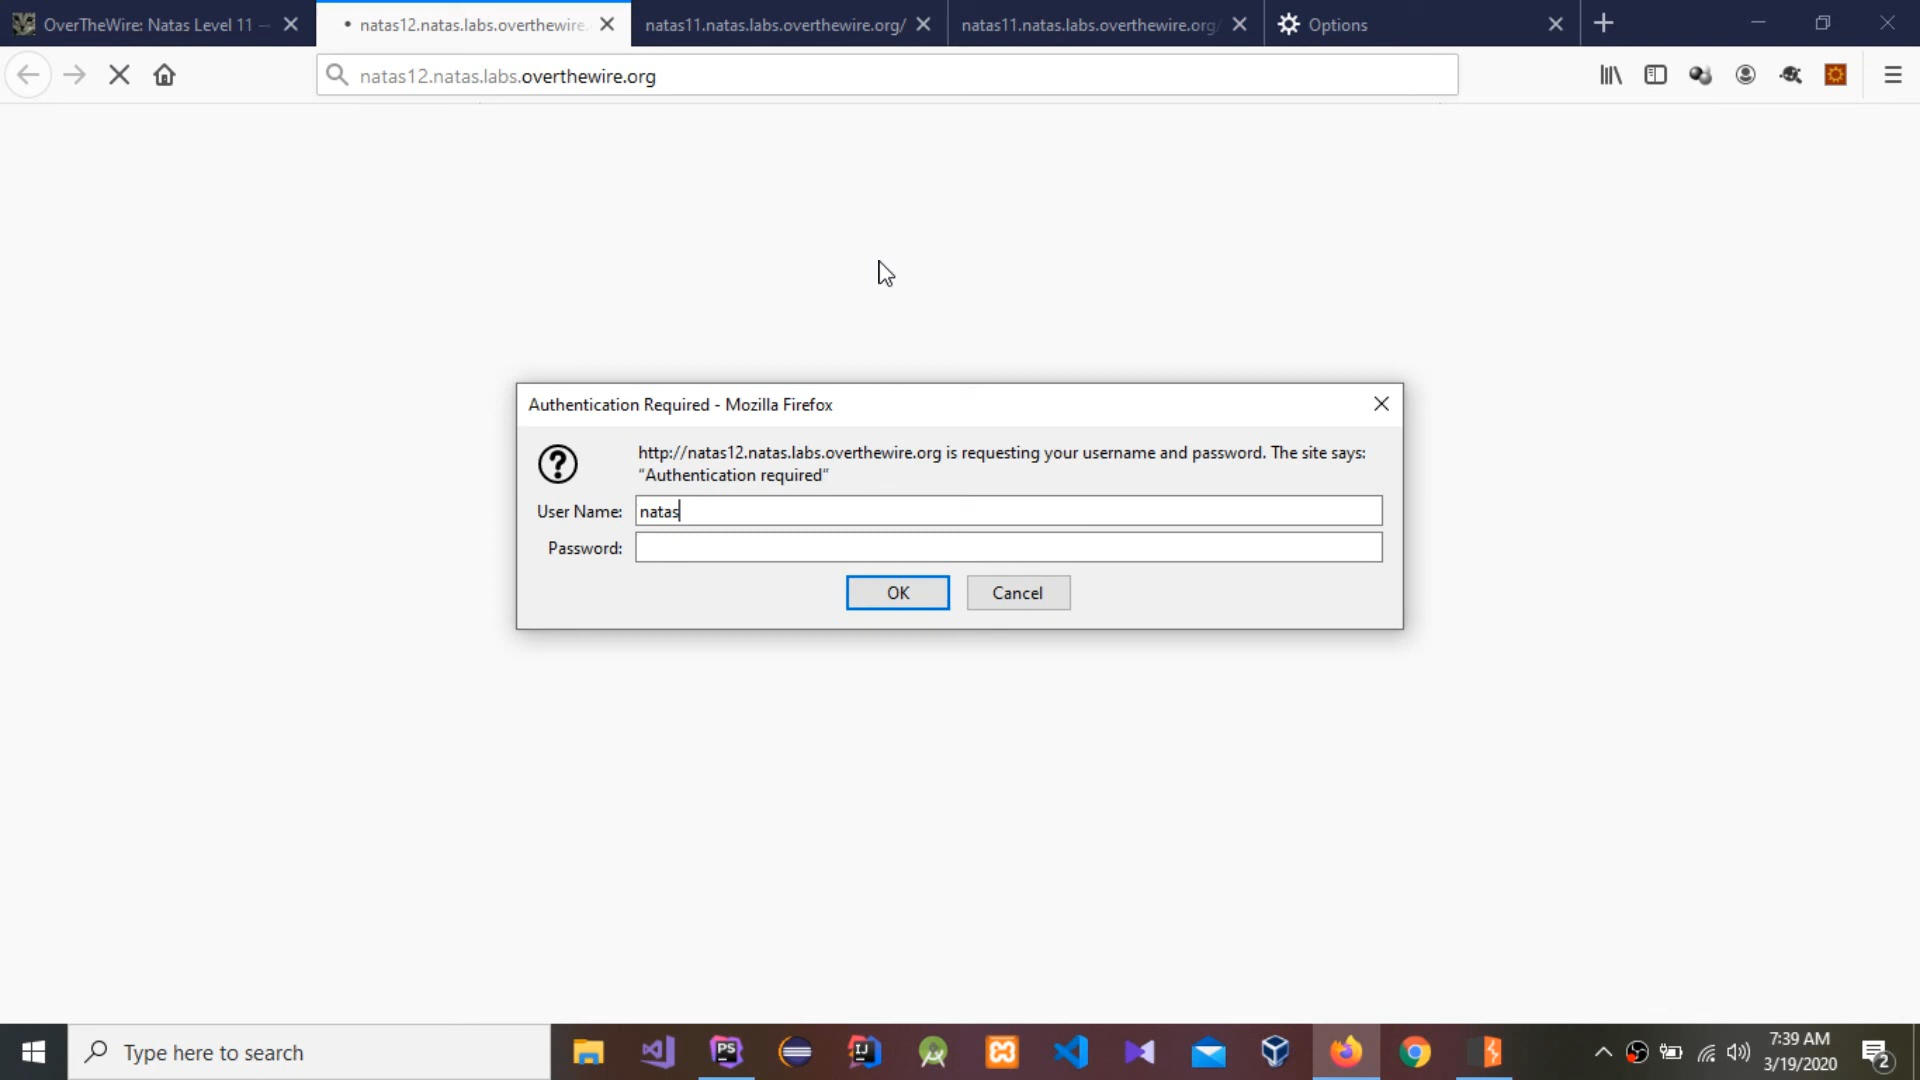 OverTheWire: Natas Level 11 –
natas12.natas.labs.overthewire.
natas11.natas.labs.overthewire.org/
natas11.natas.labs.overthewire.org/
Options
natas12.natas.labs.overthewire.org
Authentication Required - Mozilla Firefox
http://natas12.natas.labs.overthewire.org is requesting your username and password. The site says:
“Authentication required”
User Name: natas
Password:
OK Cancel
Type here to search
PS
IJ
7:39 AM
3/19/2020
2